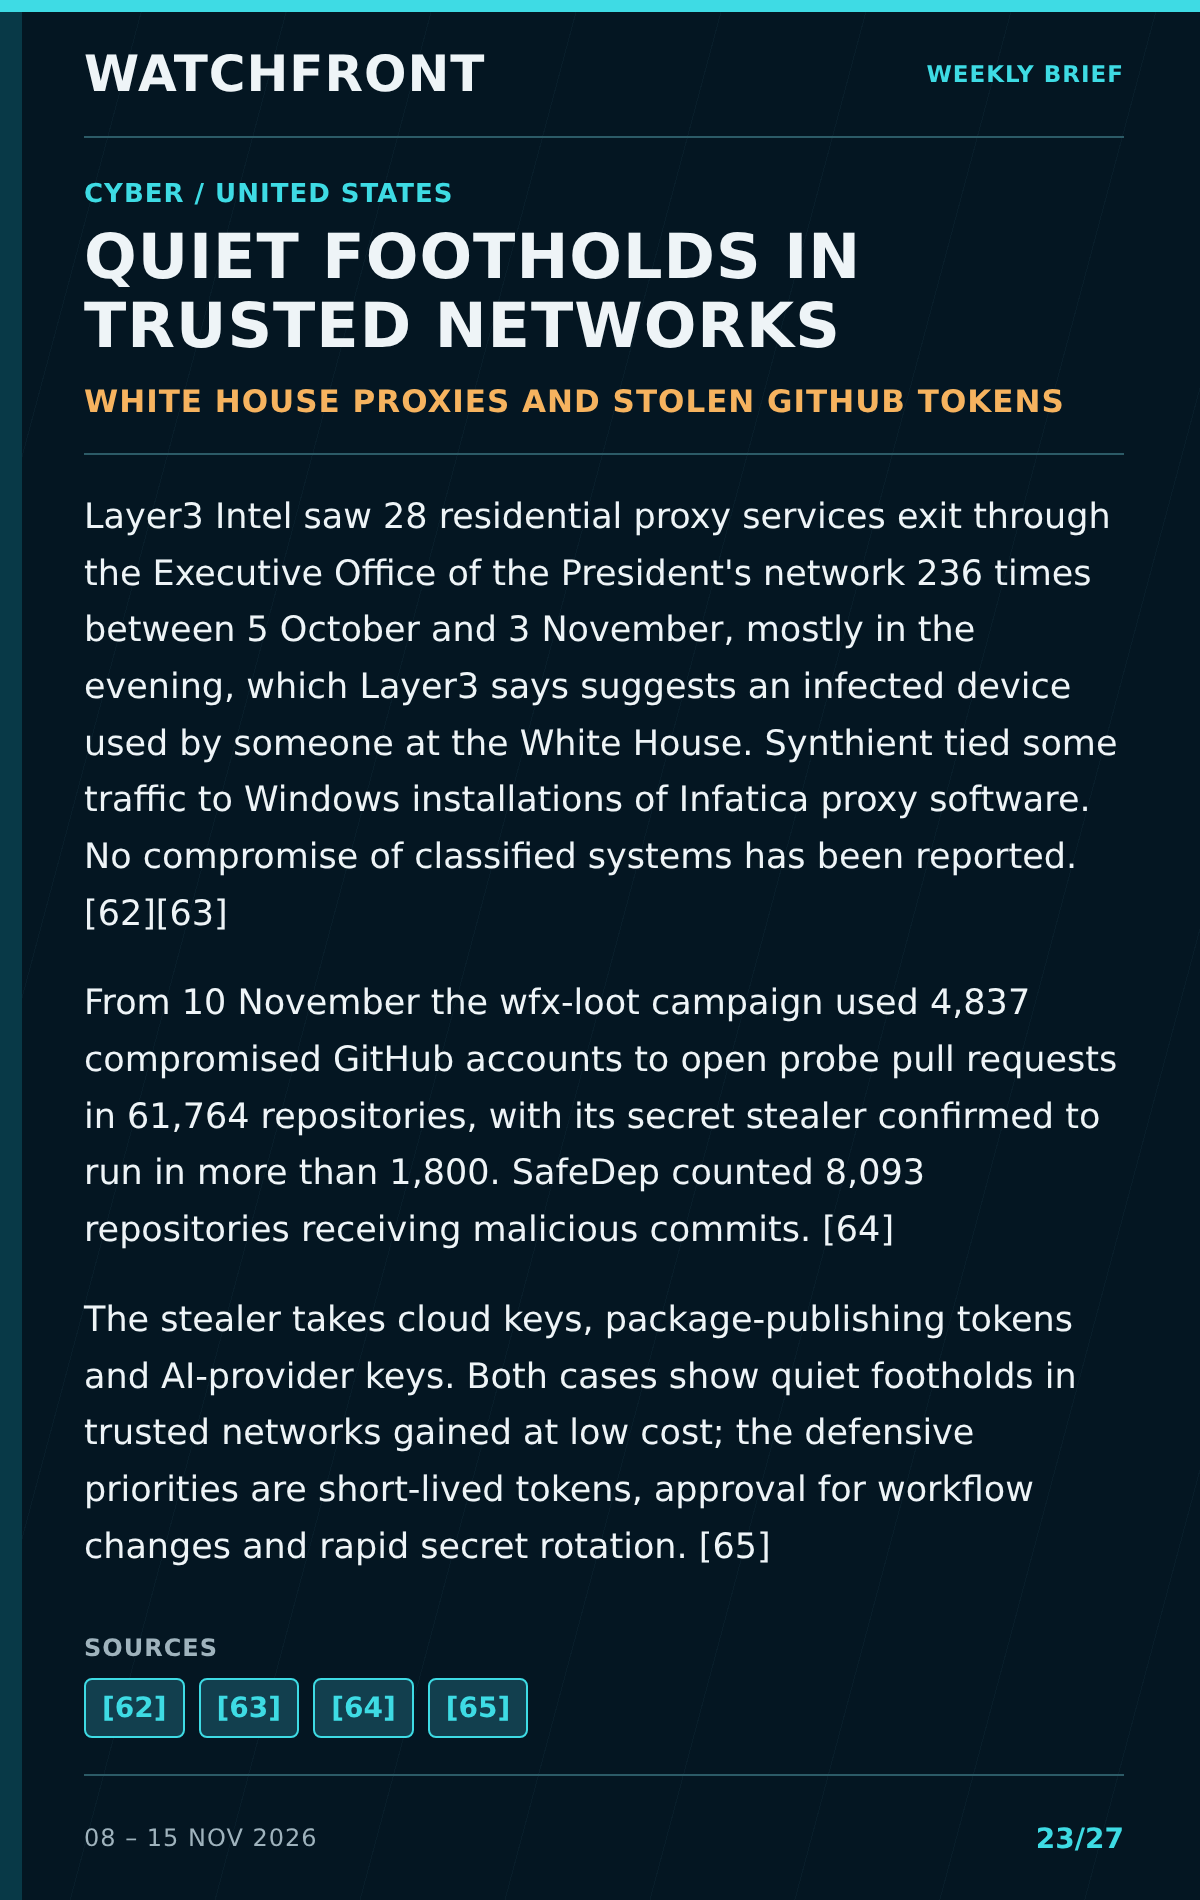 WATCHFRONT
WEEKLY BRIEF
CYBER / UNITED STATES
QUIET FOOTHOLDS IN
TRUSTED NETWORKS
WHITE HOUSE PROXIES AND STOLEN GITHUB TOKENS
Layer3 Intel saw 28 residential proxy services exit through
the Executive Office of the President's network 236 times
between 5 October and 3 November, mostly in the
evening, which Layer3 says suggests an infected device
used by someone at the White House. Synthient tied some
traffic to Windows installations of Infatica proxy software.
No compromise of classified systems has been reported.
[62][63]
From 10 November the wfx-loot campaign used 4,837
compromised GitHub accounts to open probe pull requests
in 61,764 repositories, with its secret stealer confirmed to
run in more than 1,800. SafeDep counted 8,093
repositories receiving malicious commits. [64]
The stealer takes cloud keys, package-publishing tokens
and AI-provider keys. Both cases show quiet footholds in
trusted networks gained at low cost; the defensive
priorities are short-lived tokens, approval for workflow
changes and rapid secret rotation. [65]
SOURCES
[62] [63] [64] [65]
08 – 15 NOV 2026
23/27